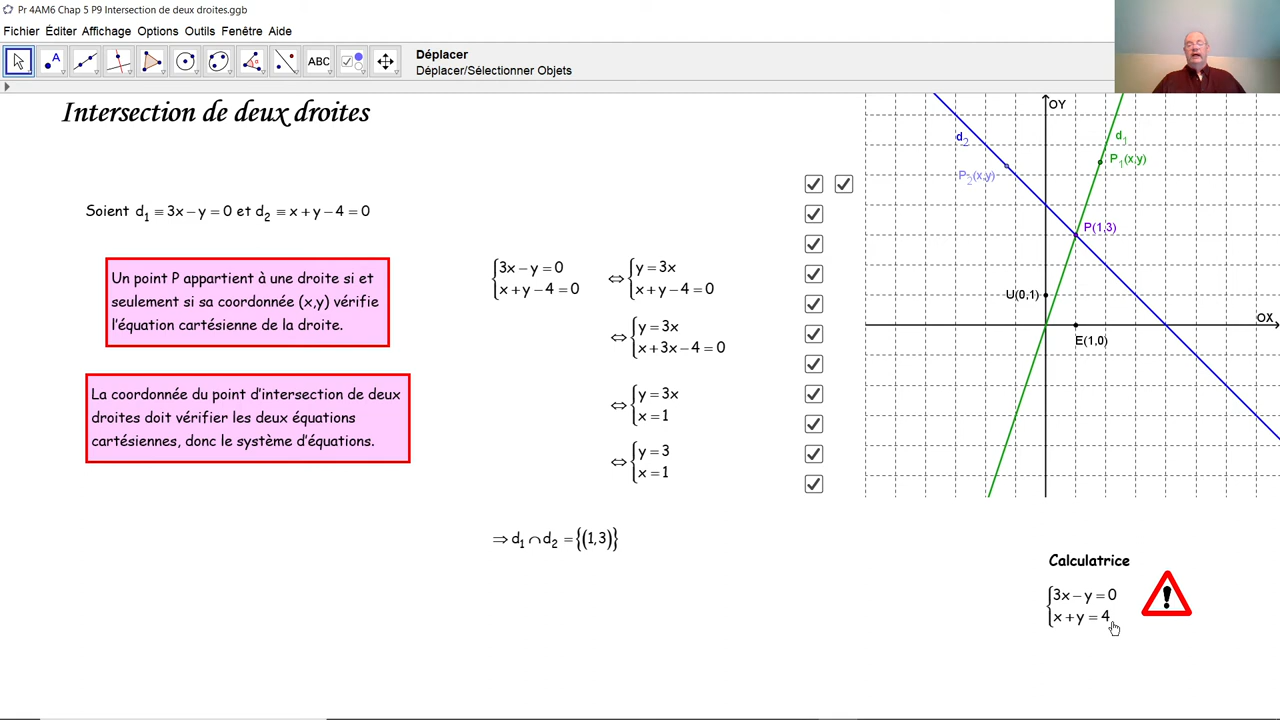 Pr 4AM6 Chap 5 P9 Intersection de deux droites.ggb
Fichier Éditer Affichage Options Outils Fenêtre Aide
A
ABC
Déplacer
Déplacer/Sélectionner Objets
Intersection de deux droites
Soient d₁ ≡ 3x − y = 0 et d₂ ≡ x + y − 4 = 0
Un point P appartient à une droite si et
seulement si sa coordonnée (x,y) vérifie
l'équation cartésienne de la droite.
La coordonnée du point d'intersection de deux
droites doit vérifier les deux équations
cartésiennes, donc le système d'équations.
3x − y = 0 ⇔ y = 3x
x + y − 4 = 0 x + y − 4 = 0
⇔ y = 3x
x + 3x − 4 = 0
⇔ y = 3x
x = 1
⇔ y = 3
x = 1
⇒ d₁ ∩ d₂ = {(1,3)}
OY
d₂
d₁
P₁(x,y)
P₂(x,y)
P(1,3)
U(0,1)
OX
E(1,0)
Calculatrice
3x − y = 0
x + y = 4
!